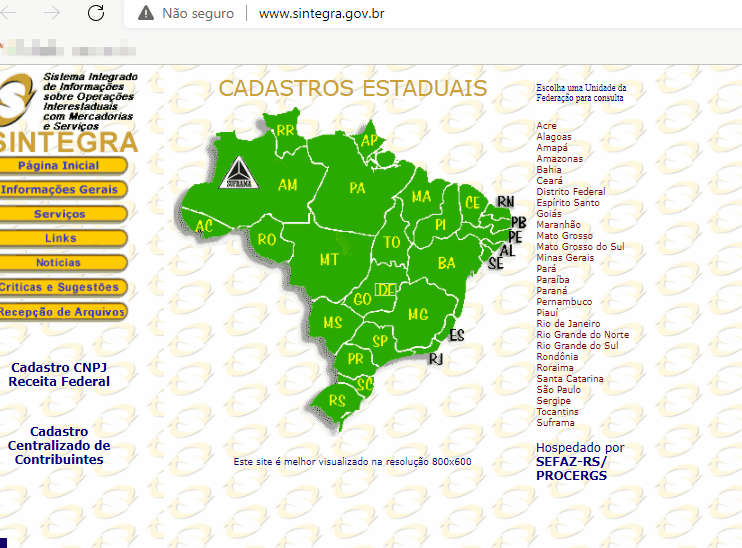 Não seguro
www.sintegra.gov.br
Sistema Integrado
de Informações
sobre Operações
Interestaduais
com Mercadorias
e Serviços
SINTEGRA
Página Inicial
Informações Gerais
Serviços
Links
Notícias
Críticas e Sugestões
Recepção de Arquivos
Cadastro CNPJ
Receita Federal
Cadastro
Centralizado de
Contribuintes
CADASTROS ESTADUAIS
RR
AP
SUFRAMA
AM
PA
MA
CE
RN
PB
PE
AL
SE
PI
AC
RO
TO
MT
BA
GO
DF
MG
MS
ES
SP
RJ
PR
SC
RS
Este site é melhor visualizado na resolução 800x600
Escolha uma Unidade da
Federação para consulta
Acre
Alagoas
Amapá
Amazonas
Bahia
Ceará
Distrito Federal
Espírito Santo
Goiás
Maranhão
Mato Grosso
Mato Grosso do Sul
Minas Gerais
Pará
Paraíba
Paraná
Pernambuco
Piauí
Rio de Janeiro
Rio Grande do Norte
Rio Grande do Sul
Rondônia
Roraima
Santa Catarina
São Paulo
Sergipe
Tocantins
Suframa
Hospedado por
SEFAZ-RS/
PROCERGS